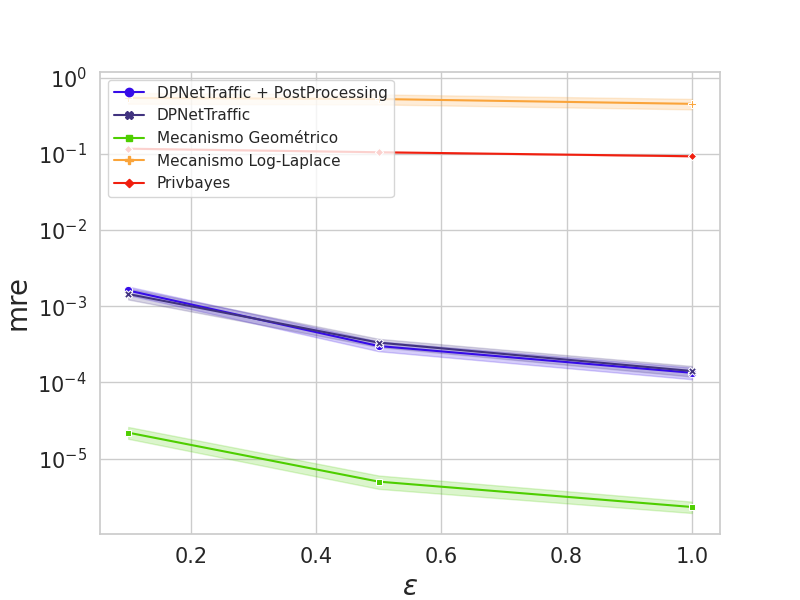 10^0
10^-1
10^-2
10^-3
10^-4
10^-5
mre
DPNetTraffic + PostProcessing
DPNetTraffic
Mecanismo Geométrico
Mecanismo Log-Laplace
Privbayes
0.2 0.4 0.6 0.8 1.0
ε